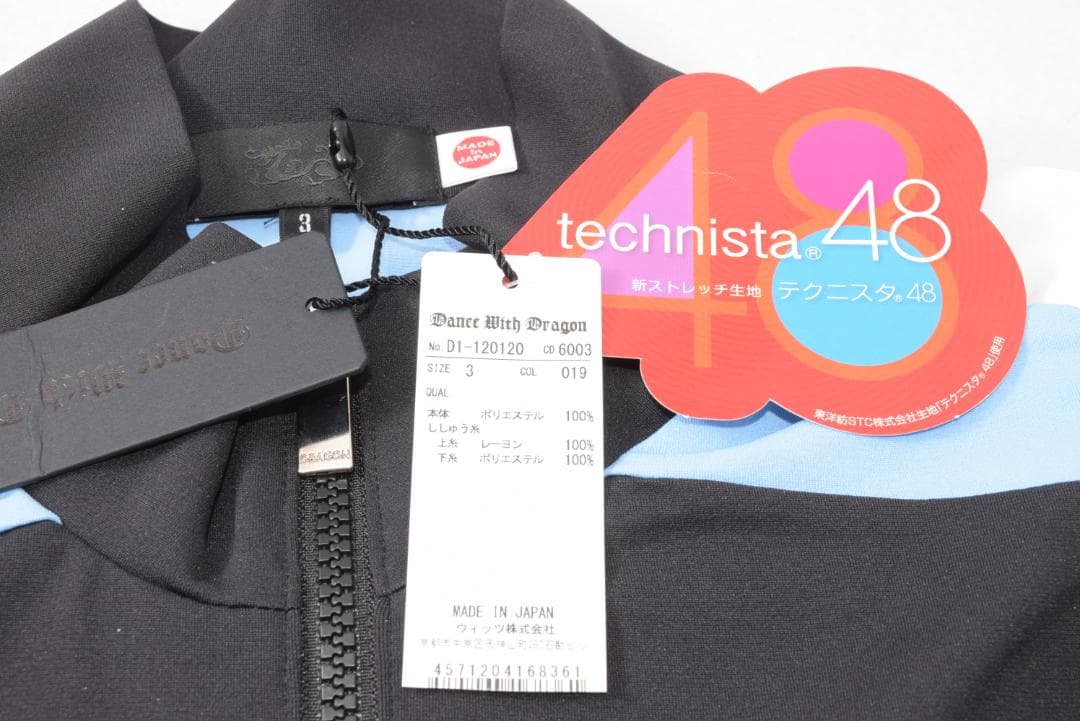 MADE
in
JAPAN
3
technista® 48
新ストレッチ生地 テクニスタ® 48
東洋紡STC株式会社生地「テクニスタ® 48」使用
Dance With
DRAGON
Dance With Dragon
No. D1-120120 CD 6003
SIZE 3 COL 019
QUAL
本体 ポリエステル 100%
ししゅう糸
上糸 レーヨン 100%
下糸 ポリエステル 100%
MADE IN JAPAN
ウィッツ株式会社
4571204168361